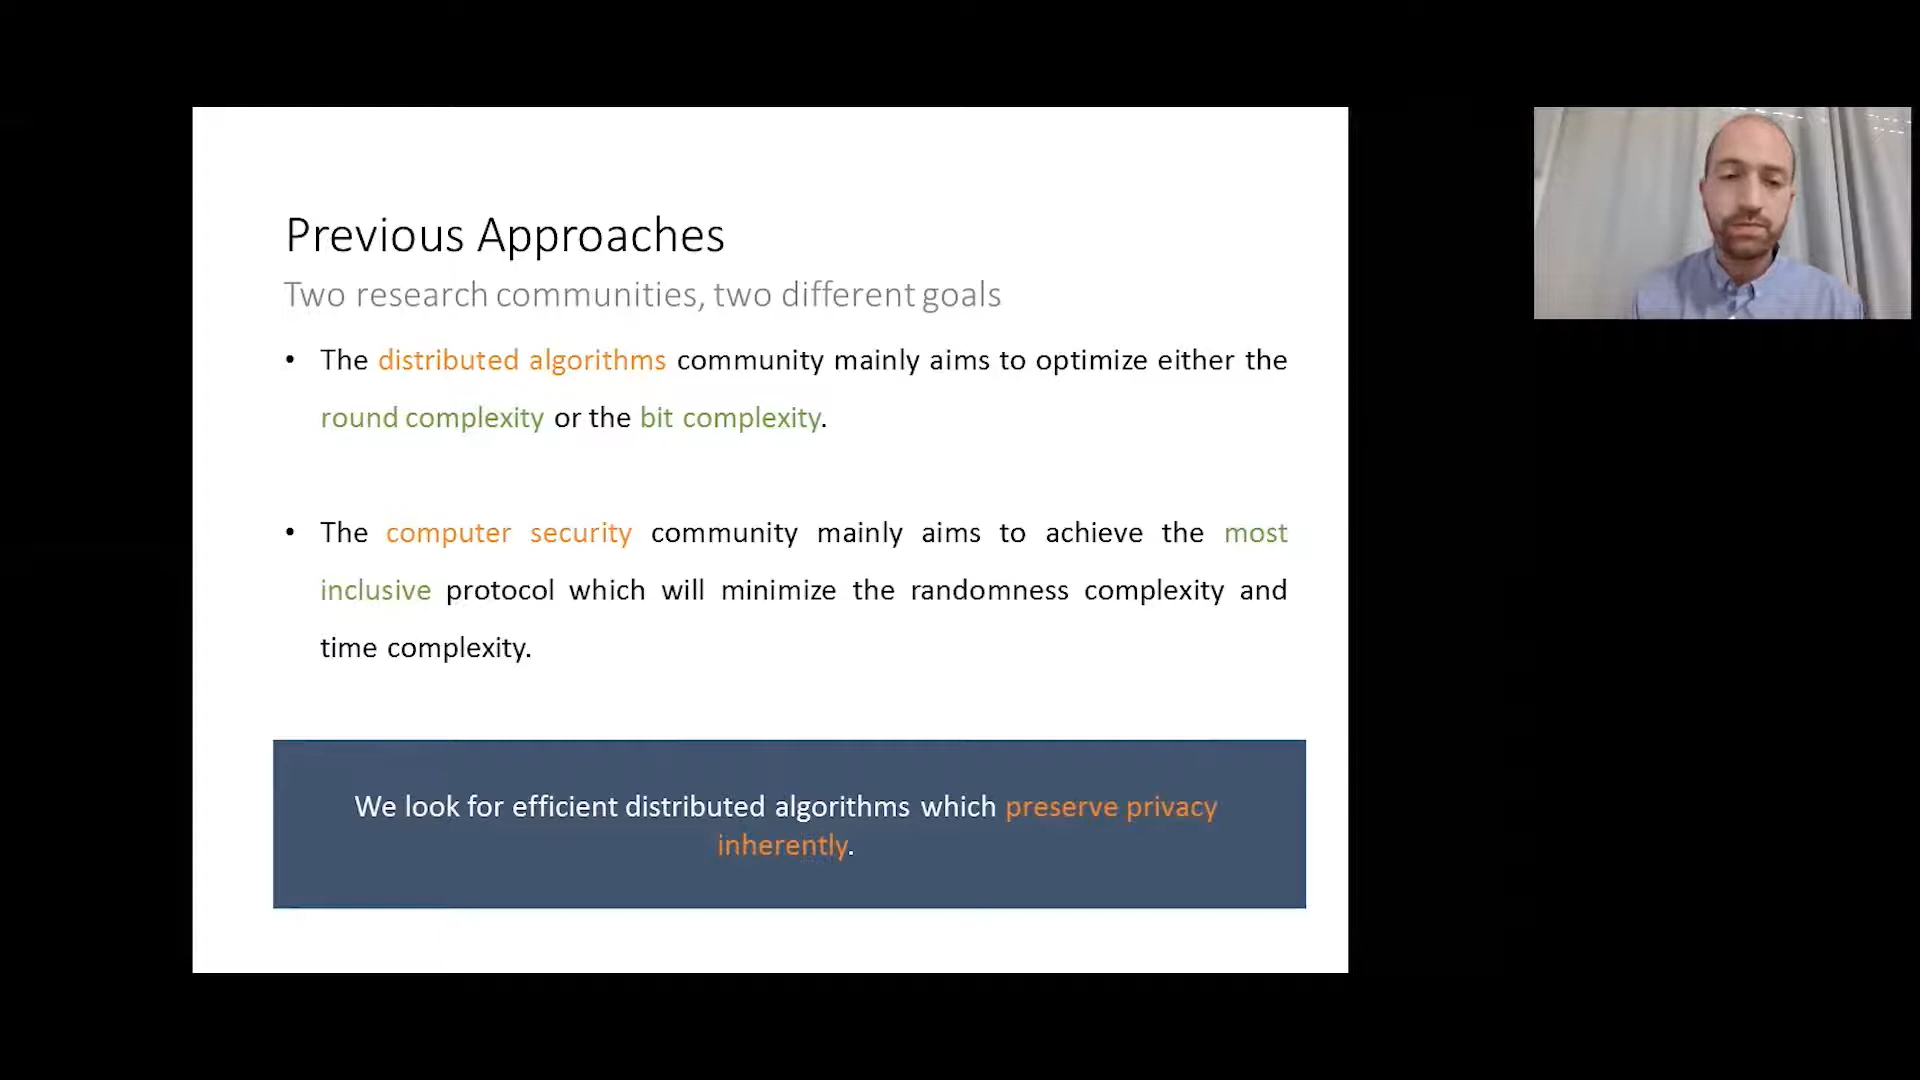 Previous Approaches
Two research communities, two different goals
• The distributed algorithms community mainly aims to optimize either the
round complexity or the bit complexity.
• The computer security community mainly aims to achieve the most
inclusive protocol which will minimize the randomness complexity and
time complexity.
We look for efficient distributed algorithms which preserve privacy
inherently.